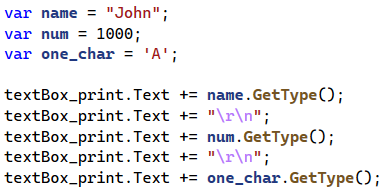 var name = "John";
var num = 1000;
var one_char = 'A';

textBox_print.Text += name.GetType();
textBox_print.Text += "\r\n";
textBox_print.Text += num.GetType();
textBox_print.Text += "\r\n";
textBox_print.Text += one_char.GetType();